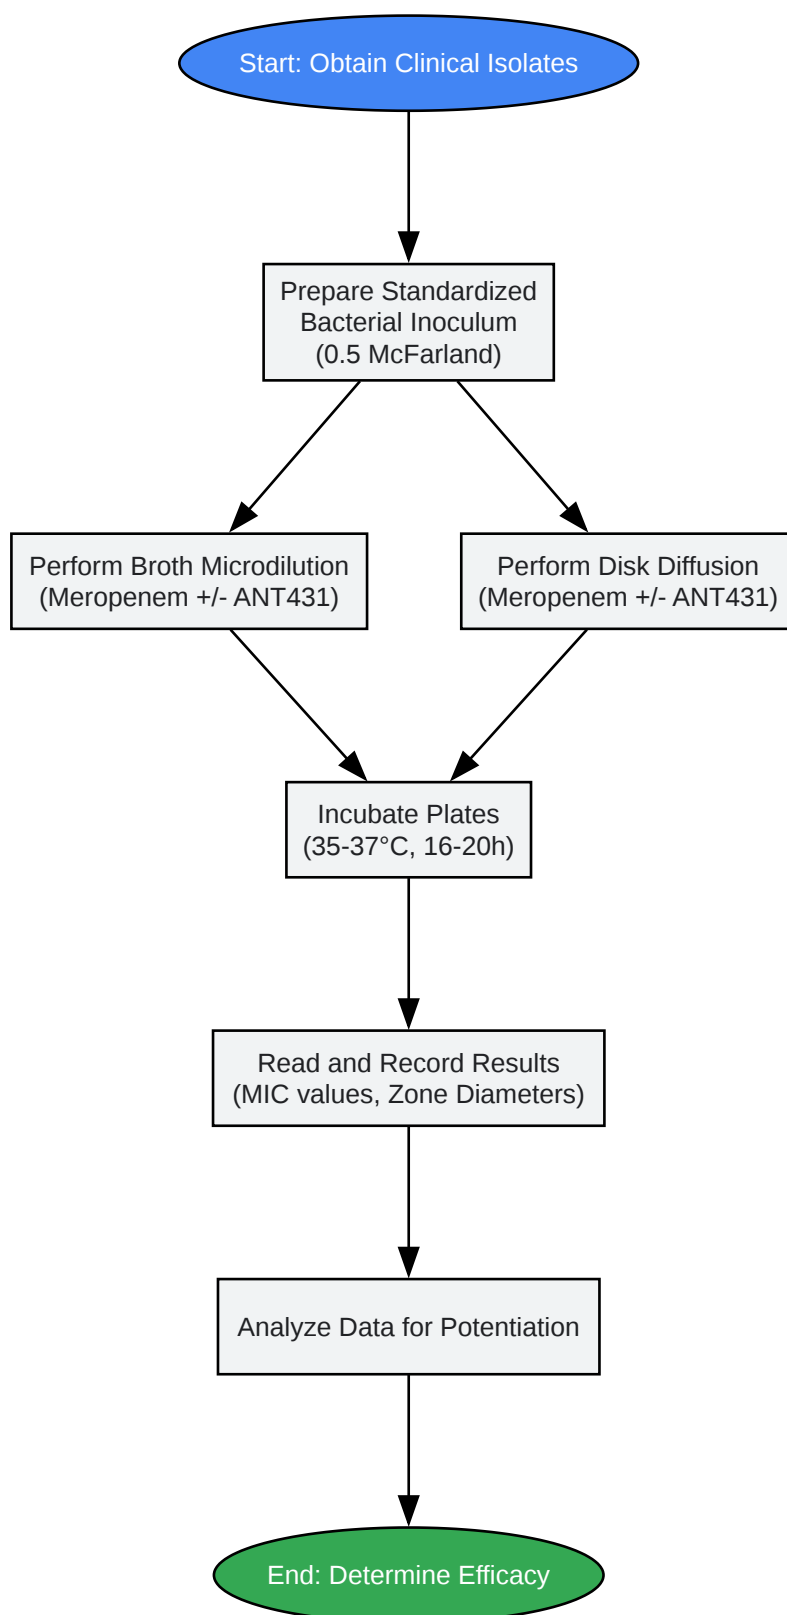 Start: Obtain Clinical Isolates
Prepare Standardized
Bacterial Inoculum
(0.5 McFarland)
Perform Broth Microdilution
(Meropenem +/- ANT431)
Perform Disk Diffusion
(Meropenem +/- ANT431)
Incubate Plates
(35-37°C, 16-20h)
Read and Record Results
(MIC values, Zone Diameters)
Analyze Data for Potentiation
End: Determine Efficacy